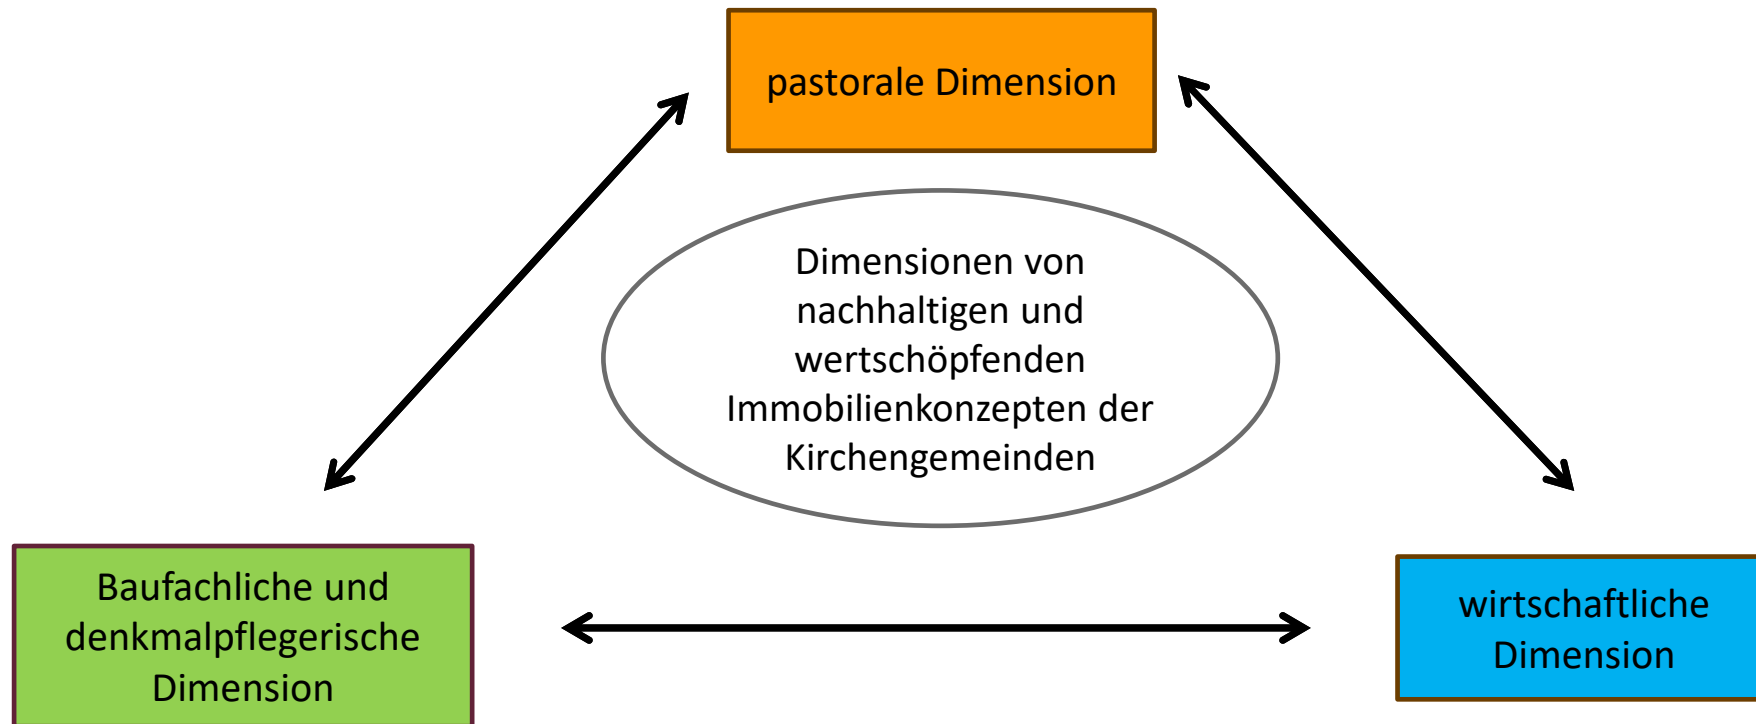 pastorale Dimension
Dimensionen von
nachhaltigen und
wertschöpfenden
Immobilienkonzepten der
Kirchengemeinden
Baufachliche und
denkmalpflegerische
Dimension
wirtschaftliche
Dimension